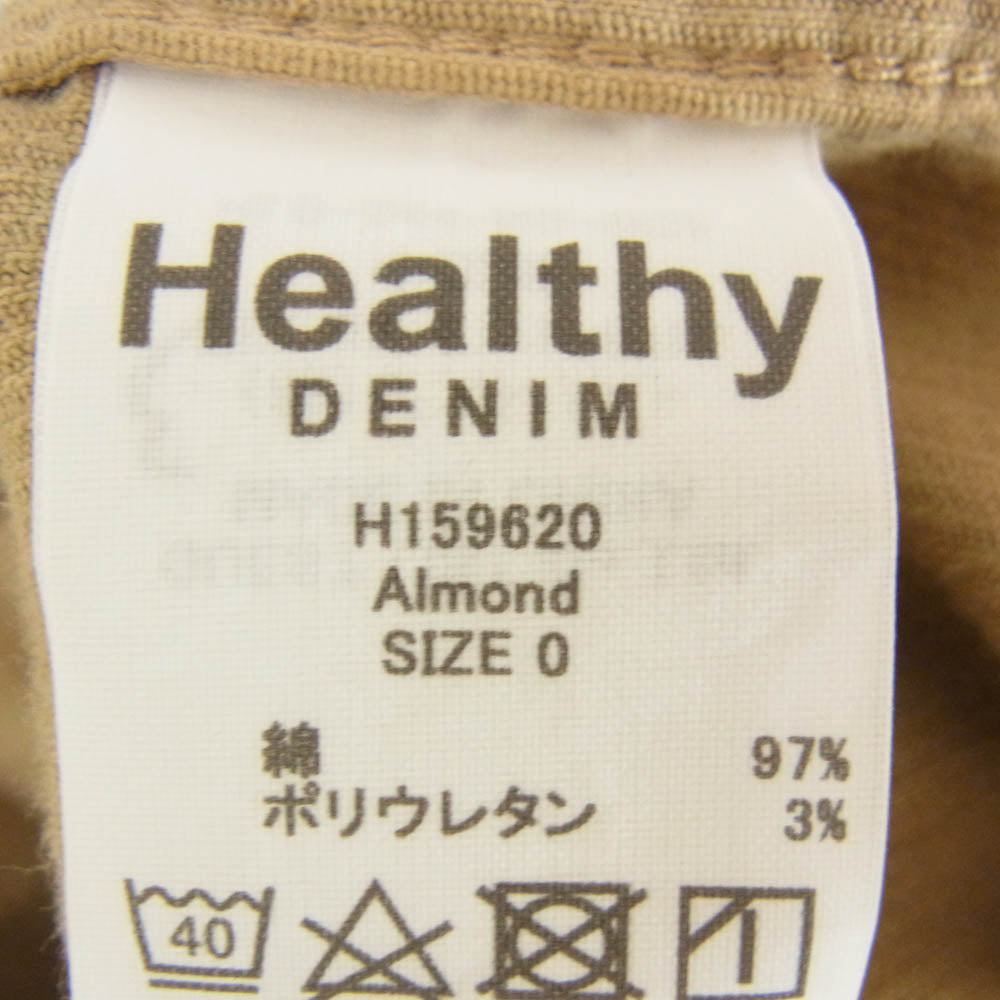 Healthy
DENIM
H159620
Almond
SIZE 0
綿 97%
ポリウレタン 3%
40